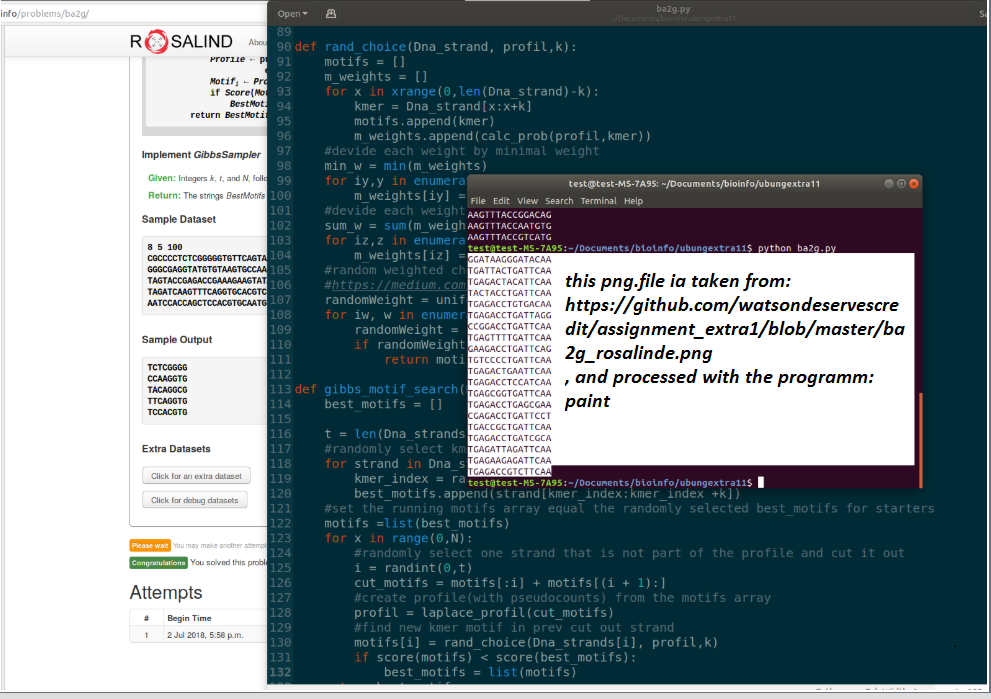 info/problems/ba2g/
ROSALIND Abou
Profile ← p
Motifi ← Pro
if Score(Mo
BestMot
return BestMotif
Implement GibbsSampler
Given: Integers k, t, and N, follo
Return: The strings BestMotifs
Sample Dataset
8 5 100
CGCCCCTCTCGGGGGTGTTCAGTA
GGGCGAGGTATGTGTAAGTGCCAA
TAGTACCGAGACCGAAAGAAGTAT
TAGATCAAGTTTCAGGTGCACGTC
AATCCACCAGCTCCACGTGCAATG
Sample Output
TCTCGGGG
CCAAGGTG
TACAGGCG
TTCAGGTG
TCCACGTG
Extra Datasets
Click for an extra dataset
Click for debug datasets
Please wait You may make another attempt
Congratulations You solved this probl
Attempts
# Begin Time
1 2 Jul 2018, 5:58 p.m.
Open
ba2g.py
~/Documents/bioinfo/ubungextra11
Sa
89
90 def rand_choice(Dna_strand, profil,k):
91 motifs = []
92 m_weights = []
93 for x in xrange(0,len(Dna_strand)-k):
94 kmer = Dna_strand[x:x+k]
95 motifs.append(kmer)
96 m_weights.append(calc_prob(profil,kmer))
97 #devide each weight by minimal weight
98 min_w = min(m_weights)
99 for iy,y in enumera
100 m_weights[iy] =
101 #devide each weight
102 sum_w = sum(m_weigh
103 for iz,z in enumera
104 m_weights[iz] =
105 #random weighted ch
106 #https://medium.com
107 randomWeight = unif
108 for iw, w in enumer
109 randomWeight =
110 if randomWeight
111 return moti
112
113 def gibbs_motif_search(
114 best_motifs = []
115
116 t = len(Dna_strands
117 #randomly select km
118 for strand in Dna_s
119 kmer_index = ra
120 best_motifs.append(strand[kmer_index:kmer_index +k])
121 #set the running motifs array equal the randomly selected best_motifs for starters
122 motifs =list(best_motifs)
123 for x in range(0,N):
124 #randomly select one strand that is not part of the profile and cut it out
125 i = randint(0,t)
126 cut_motifs = motifs[:i] + motifs[(i + 1):]
127 #create profile(with pseudocounts) from the motifs array
128 profil = laplace_profil(cut_motifs)
129 #find new kmer motif in prev cut out strand
130 motifs[i] = rand_choice(Dna_strands[i], profil,k)
131 if score(motifs) < score(best_motifs):
132 best_motifs = list(motifs)
test@test-MS-7A95: ~/Documents/bioinfo/ubungextra11
File Edit View Search Terminal Help
AAGTTTACCGGACAG
AAGTTTACCAATGTG
AAGTTTACCGTCATG
test@test-MS-7A95:~/Documents/bioinfo/ubungextra11$ python ba2g.py
GGATAAGGGATACAA
TGATTACTGATTCAA
TGAGACTACATTCAA
TACTACCTGATTCAA
TGAGACCTGTGACAA
TGAGACCTGATTAGG
CCGGACCTGATTCAA
TGAGTTTTGATTCAA
GAAGACCTGATTCAG
TGTCCCCTGATTCAA
TGAGACTGAATTCAA
TGAGACCTCCATCAA
TGAGCGGTGATTCAA
TGAGACCTGAGCGAA
CGAGACCTGATTCCT
TGACCGCTGATTCAA
TGAGACCTGATCGCA
TGAGATTAGATTCAA
TGAGAAGAGATTCAA
TGAGACCGTCTTCAA
test@test-MS-7A95:~/Documents/bioinfo/ubungextra11$
this png.file ia taken from:
https://github.com/watsondeservescre
dit/assignment_extra1/blob/master/ba
2g_rosalinde.png
, and processed with the programm:
paint